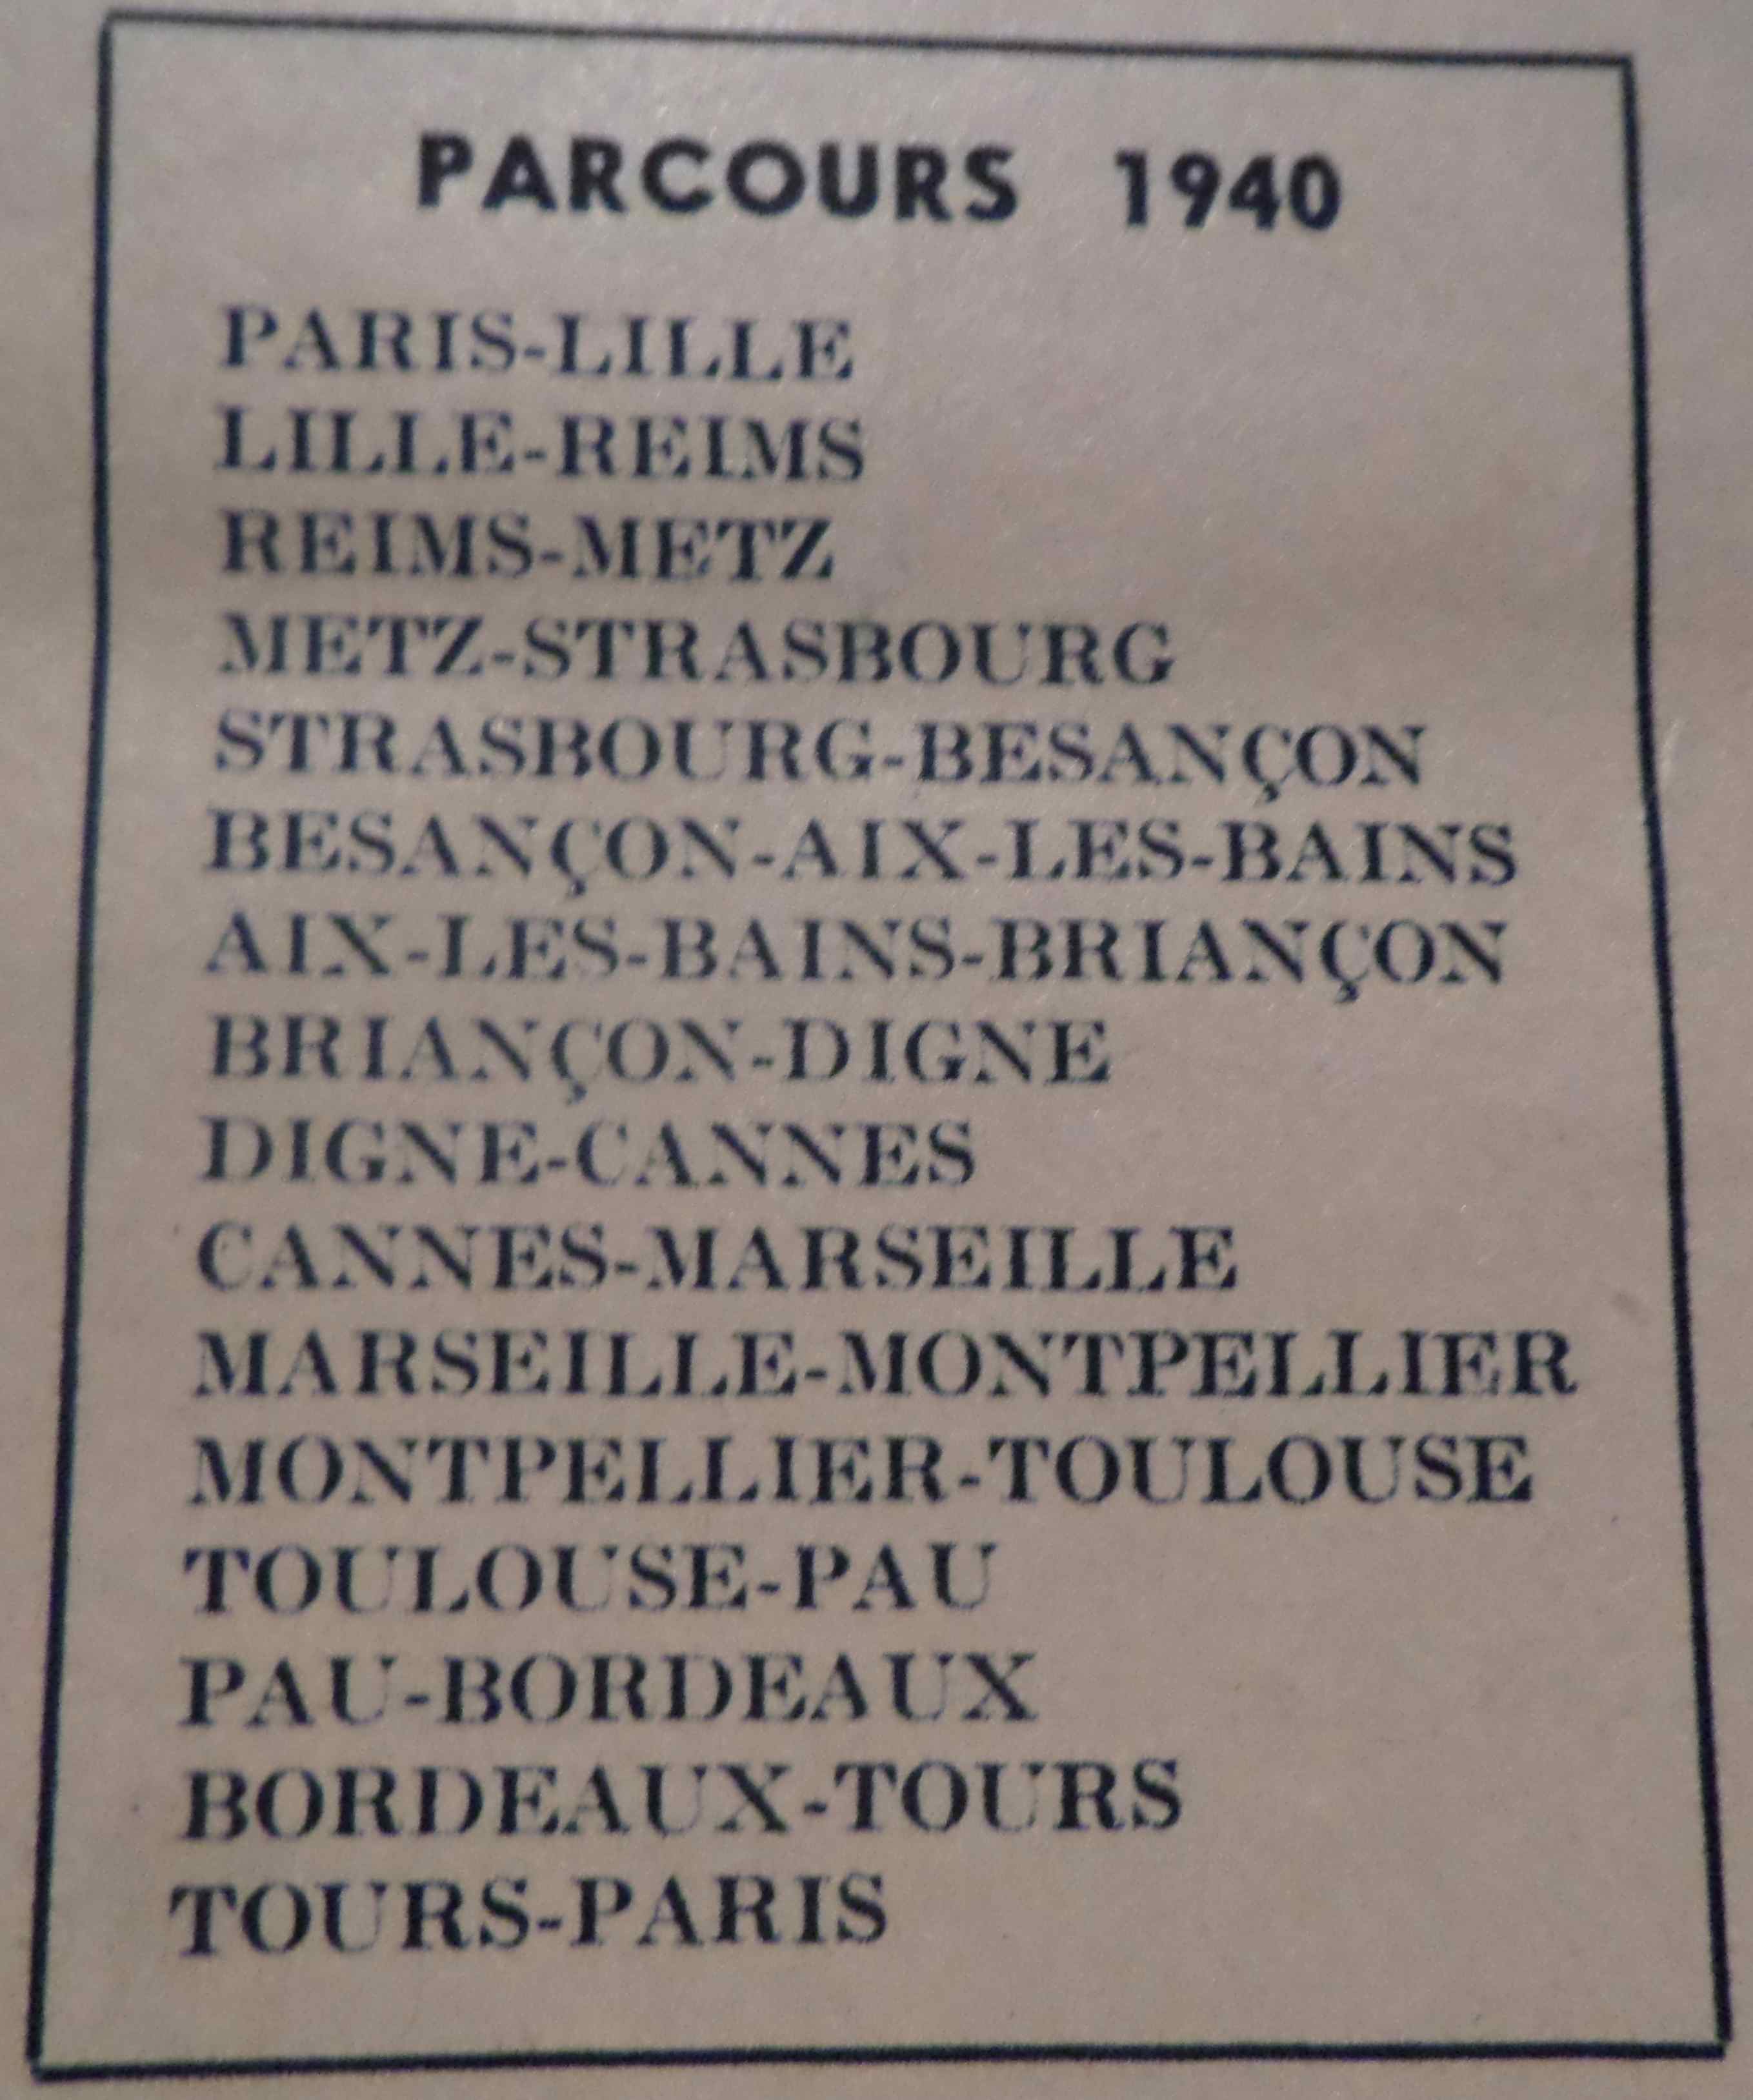 PARCOURS 1940
PARIS-LILLE
LILLE-REIMS
REIMS-METZ
METZ-STRASBOURG
STRASBOURG-BESANÇON
BESANÇON-AIX-LES-BAINS
AIX-LES-BAINS-BRIANÇON
BRIANÇON-DIGNE
DIGNE-CANNES
CANNES-MARSEILLE
MARSEILLE-MONTPELLIER
MONTPELLIER-TOULOUSE
TOULOUSE-PAU
PAU-BORDEAUX
BORDEAUX-TOURS
TOURS-PARIS